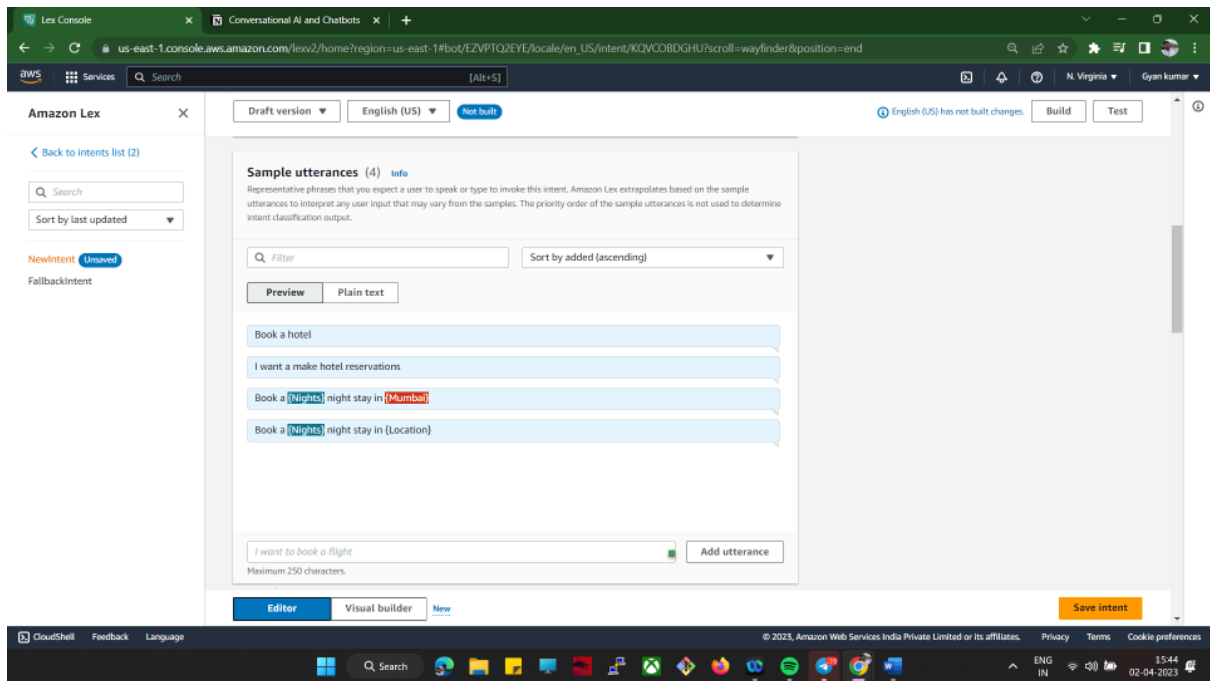 Lex Console
Conversational AI and Chatbots
us-east-1.console.aws.amazon.com/lexv2/home?region=us-east-1#bot/EZVPTQ2EYE/locale/en_US/intent/KQVCOBDGHU?scroll=wayfinder&position=end
aws
Services
Search
[Alt+S]
N. Virginia
Gyan kumar
Amazon Lex
Draft version
English (US)
Not built
English (US) has not built changes.
Build
Test
Back to intents list (2)
Search
Sort by last updated
NewIntent
Unsaved
FallbackIntent
Sample utterances (4) Info
Representative phrases that you expect a user to speak or type to invoke this intent. Amazon Lex extrapolates based on the sample
utterances to interpret any user input that may vary from the samples. The priority order of the sample utterances is not used to determine
intent classification output.
Filter
Sort by added (ascending)
Preview
Plain text
Book a hotel
I want a make hotel reservations
Book a {Nights} night stay in {Mumbai}
Book a {Nights} night stay in {Location}
I want to book a flight
Add utterance
Maximum 250 characters.
Editor
Visual builder
New
Save intent
CloudShell
Feedback
Language
© 2023, Amazon Web Services India Private Limited or its affiliates.
Privacy
Terms
Cookie preferences
Search
ENG
IN
15:44
02-04-2023